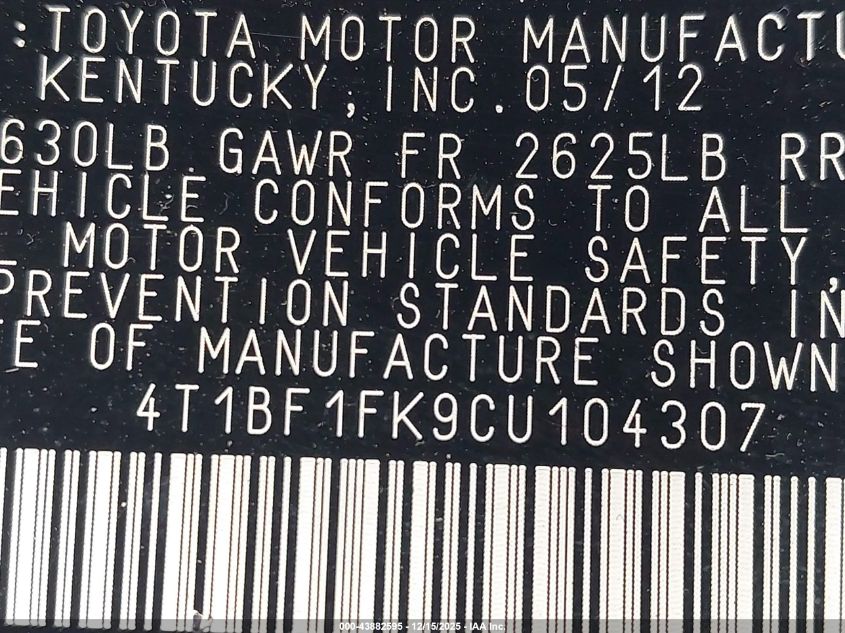 :TOYOTA MOTOR MANUFACTU
KENTUCKY, INC. 05/12
630LB GAWR FR 2625LB RR
EHICLE CONFORMS TO ALL
L MOTOR VEHICLE SAFETY,
PREVENTION STANDARDS IN
TE OF MANUFACTURE SHOWN
4T1BF1FK9CU104307
000-43882595 - 12/15/2025 - IAA Inc.